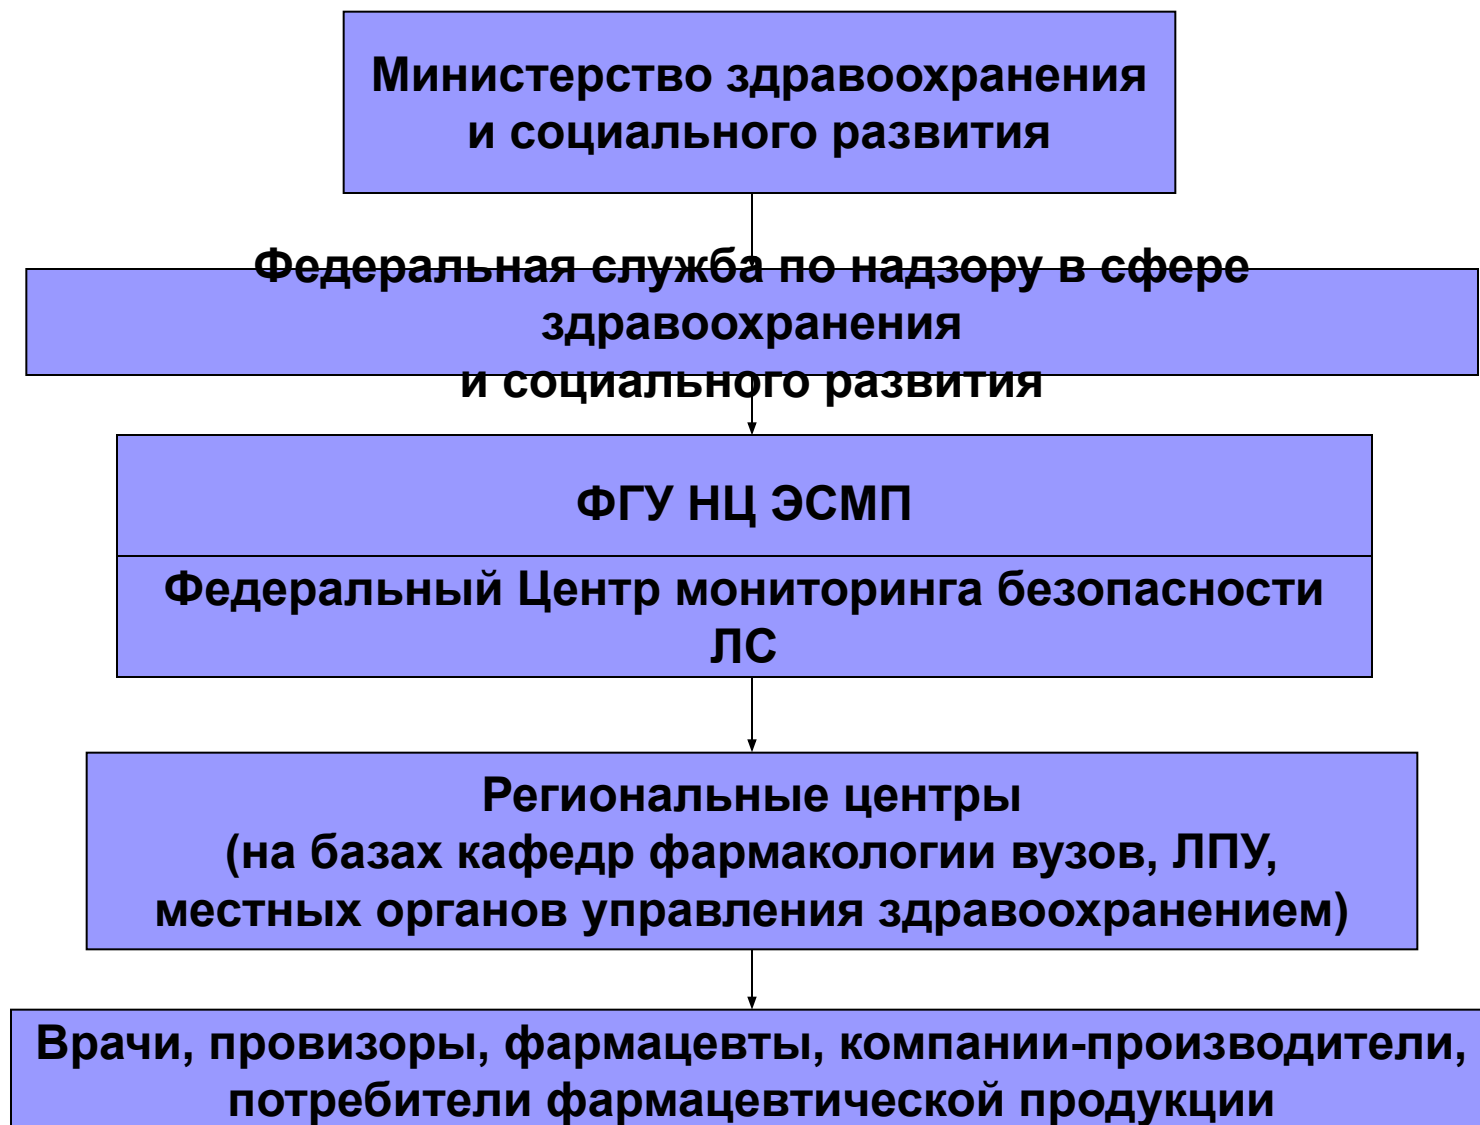 Министерство здравоохранения
и социального развития
Федеральная служба по надзору в сфере
здравоохранения
и социального развития
ФГУ НЦ ЭСМП
Федеральный Центр мониторинга безопасности
ЛС
Региональные центры
(на базах кафедр фармакологии вузов, ЛПУ,
местных органов управления здравоохранением)
Врачи, провизоры, фармацевты, компании-производители,
потребители фармацевтической продукции